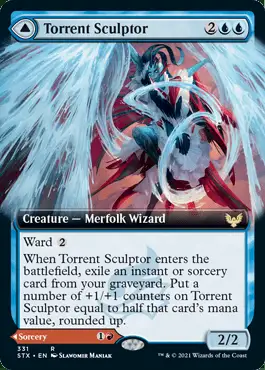 Torrent Sculptor 2
Creature — Merfolk Wizard
Ward 2
When Torrent Sculptor enters the
battlefield, exile an instant or sorcery
card from your graveyard. Put a
number of +1/+1 counters on Torrent
Sculptor equal to half that card's mana
value, rounded up.
Sorcery 1
2/2
331 R
STX • EN SLAWOMIR MANIAK
™ & © 2021 Wizards of the Coast